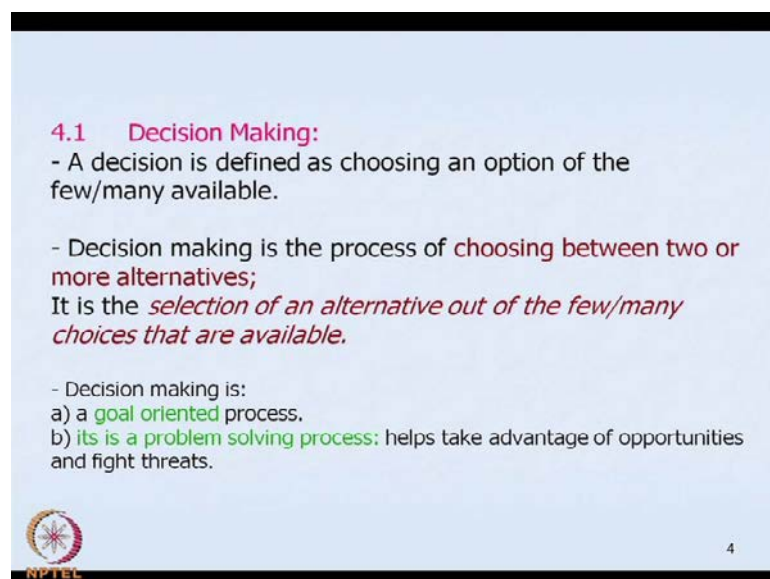 4.1 Decision Making:
- A decision is defined as choosing an option of the
few/many available.
- Decision making is the process of choosing between two or
more alternatives;
It is the selection of an alternative out of the few/many
choices that are available.
- Decision making is:
a) a goal oriented process.
b) its is a problem solving process: helps take advantage of opportunities
and fight threats.
4
NPTEL